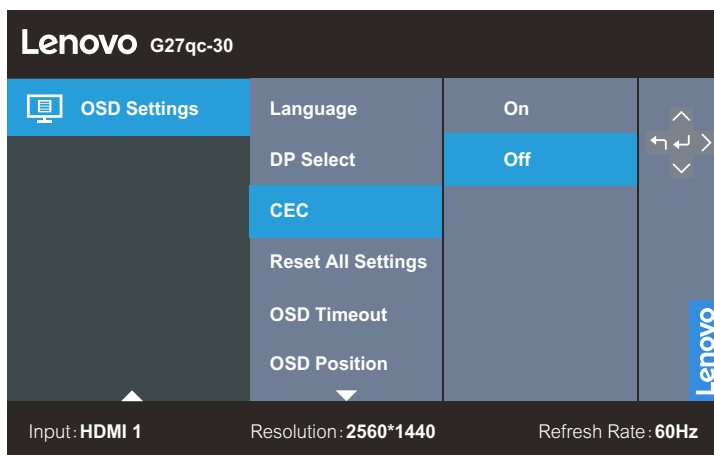 Lenovo G27qc-30
OSD Settings
Language
DP Select
CEC
Reset All Settings
OSD Timeout
OSD Position
On
Off
Lenovo
Input: HDMI 1
Resolution: 2560*1440
Refresh Rate: 60Hz